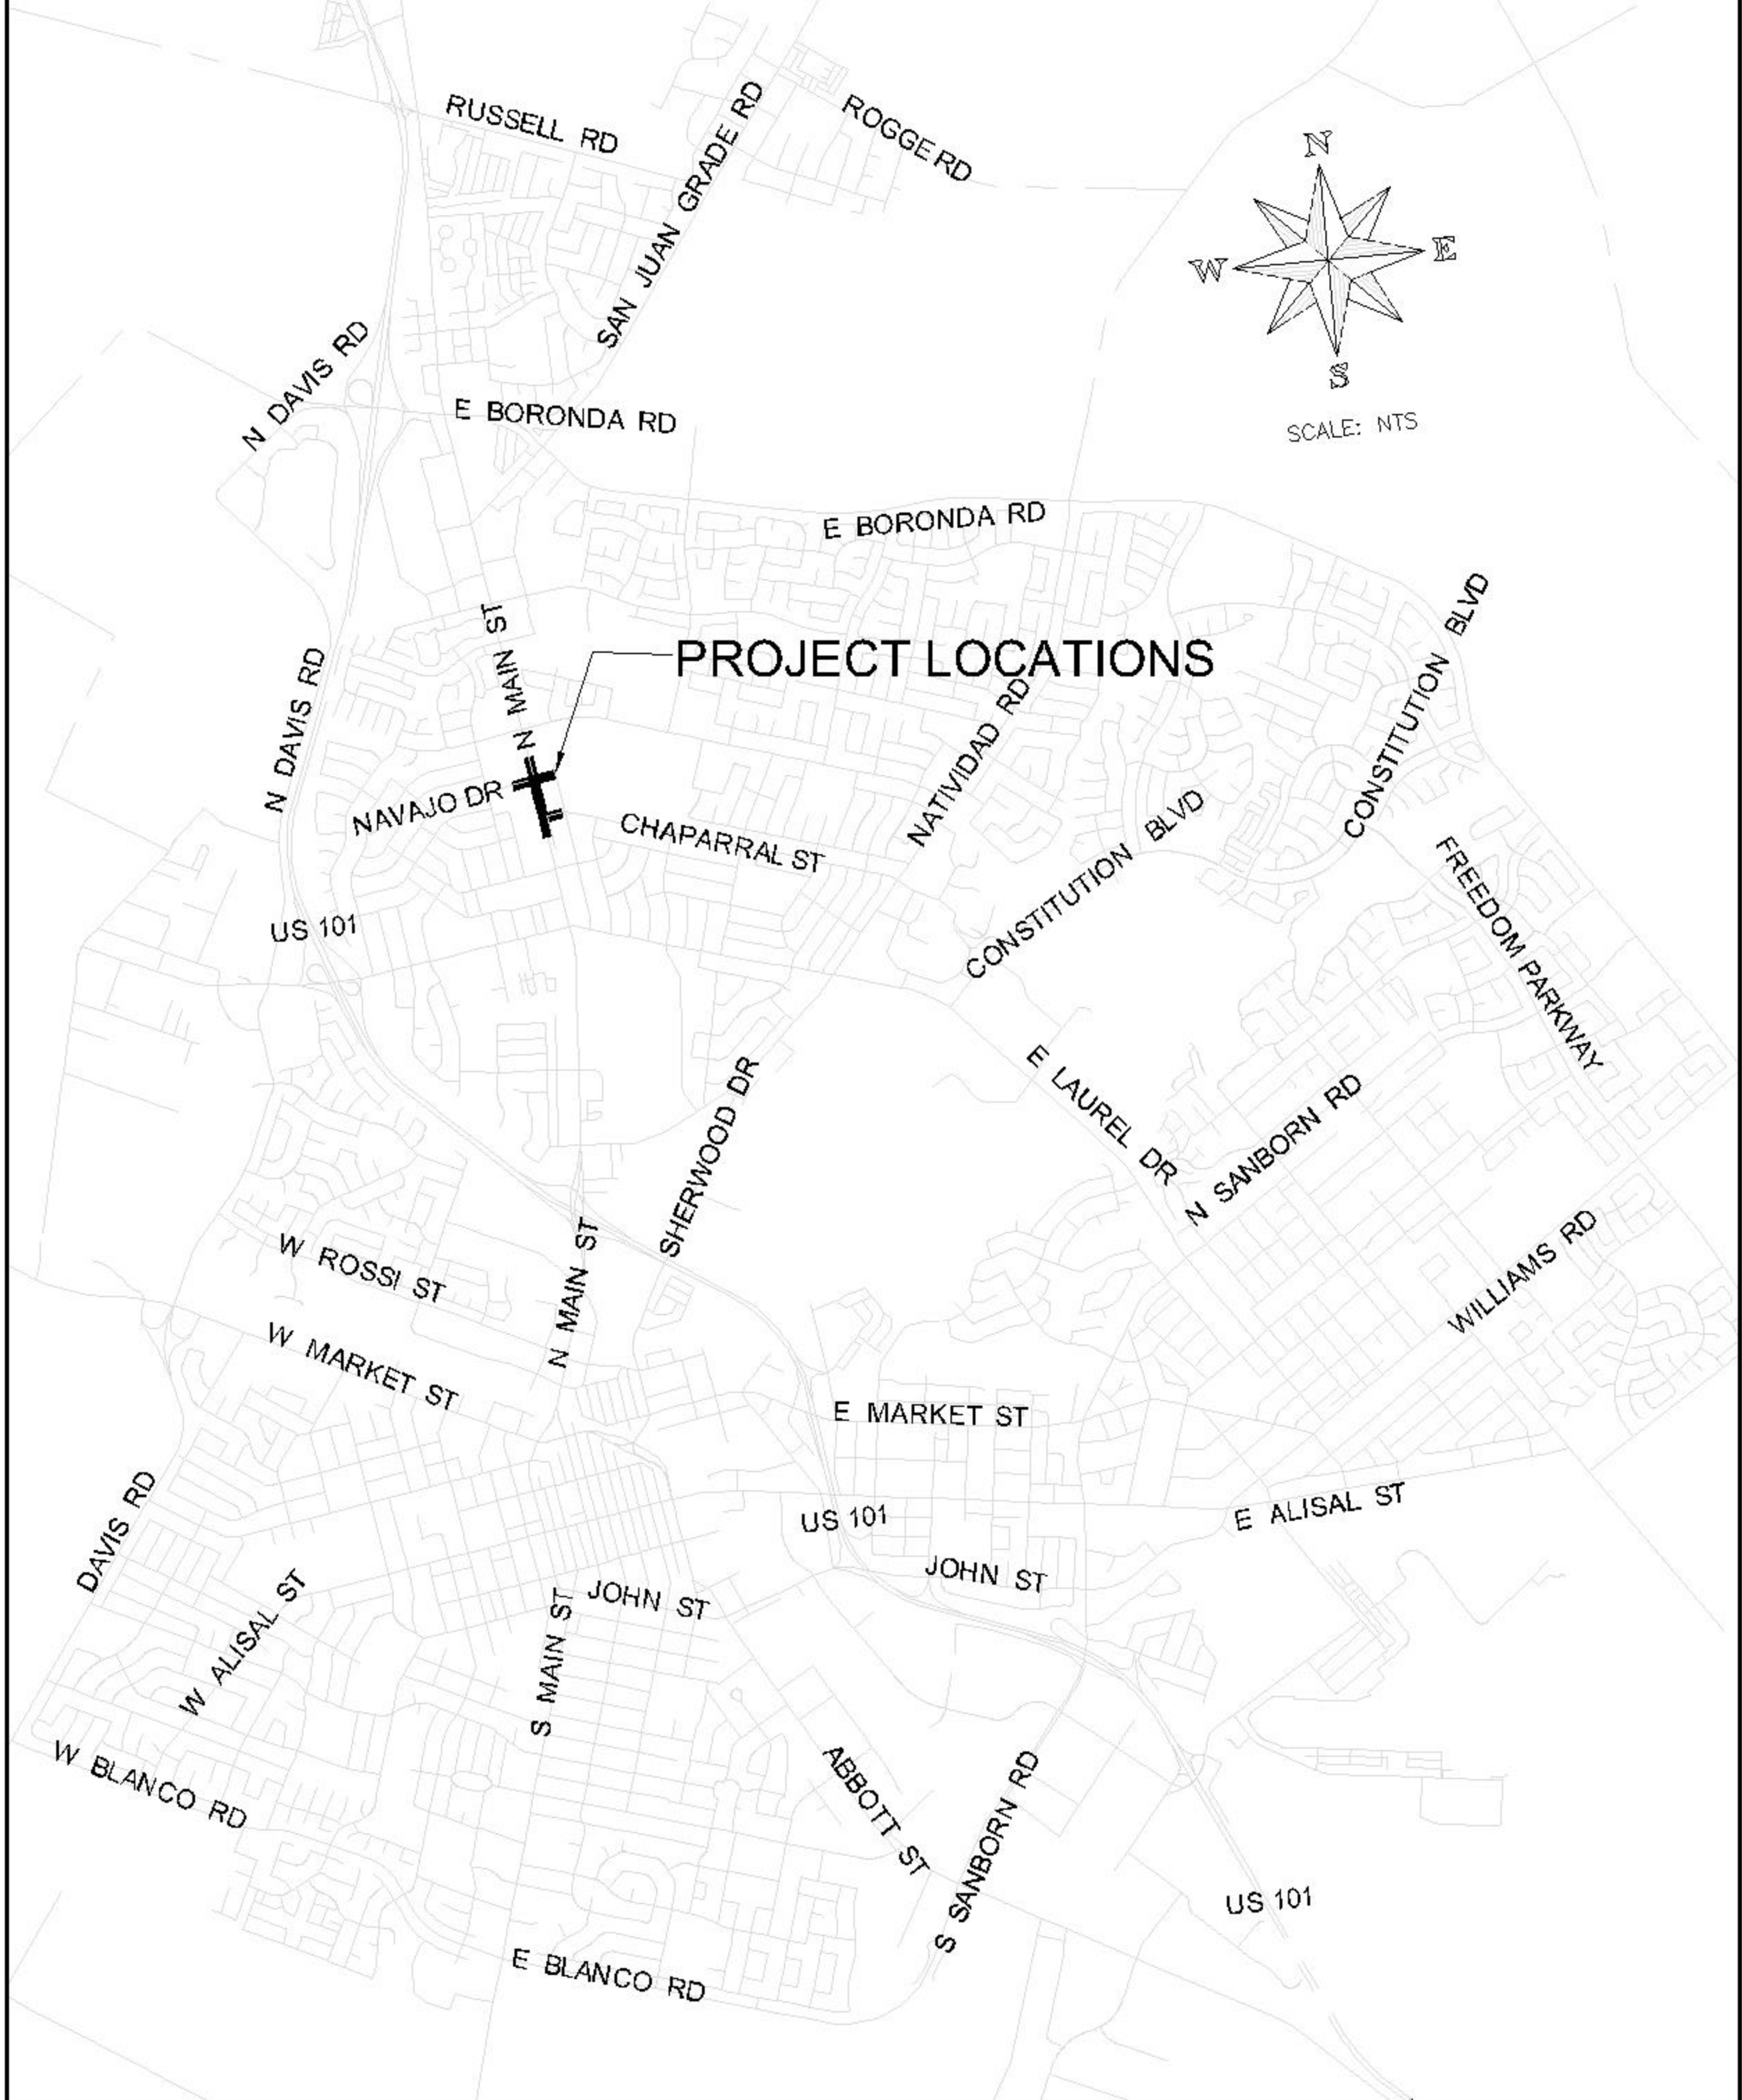 RUSSELL RD
SAN JUAN GRADE RD
ROGGE RD
N
W
E
S
SCALE: NTS
N DAVIS RD
E BORONDA RD
E BORONDA RD
N MAIN ST
PROJECT LOCATIONS
N DAVIS RD
NAVAJO DR
CHAPARRAL ST
NATIVIDAD RD
CONSTITUTION BLVD
CONSTITUTION BLVD
FREEDOM PARKWAY
US 101
E LAUREL DR
N SANBORN RD
SHERWOOD DR
W ROSSI ST
N MAIN ST
WILLIAMS RD
W MARKET ST
E MARKET ST
DAVIS RD
US 101
E ALISAL ST
W ALISAL ST
JOHN ST
JOHN ST
S MAIN ST
W BLANCO RD
ABBOTT ST
S SANBORN RD
US 101
E BLANCO RD